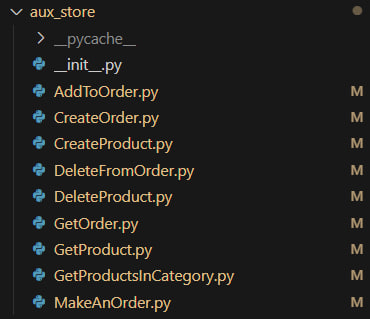 aux_store
__pycache__
__init__.py
AddToOrder.py M
CreateOrder.py M
CreateProduct.py M
DeleteFromOrder.py M
DeleteProduct.py M
GetOrder.py M
GetProduct.py M
GetProductsInCategory.py M
MakeAnOrder.py M